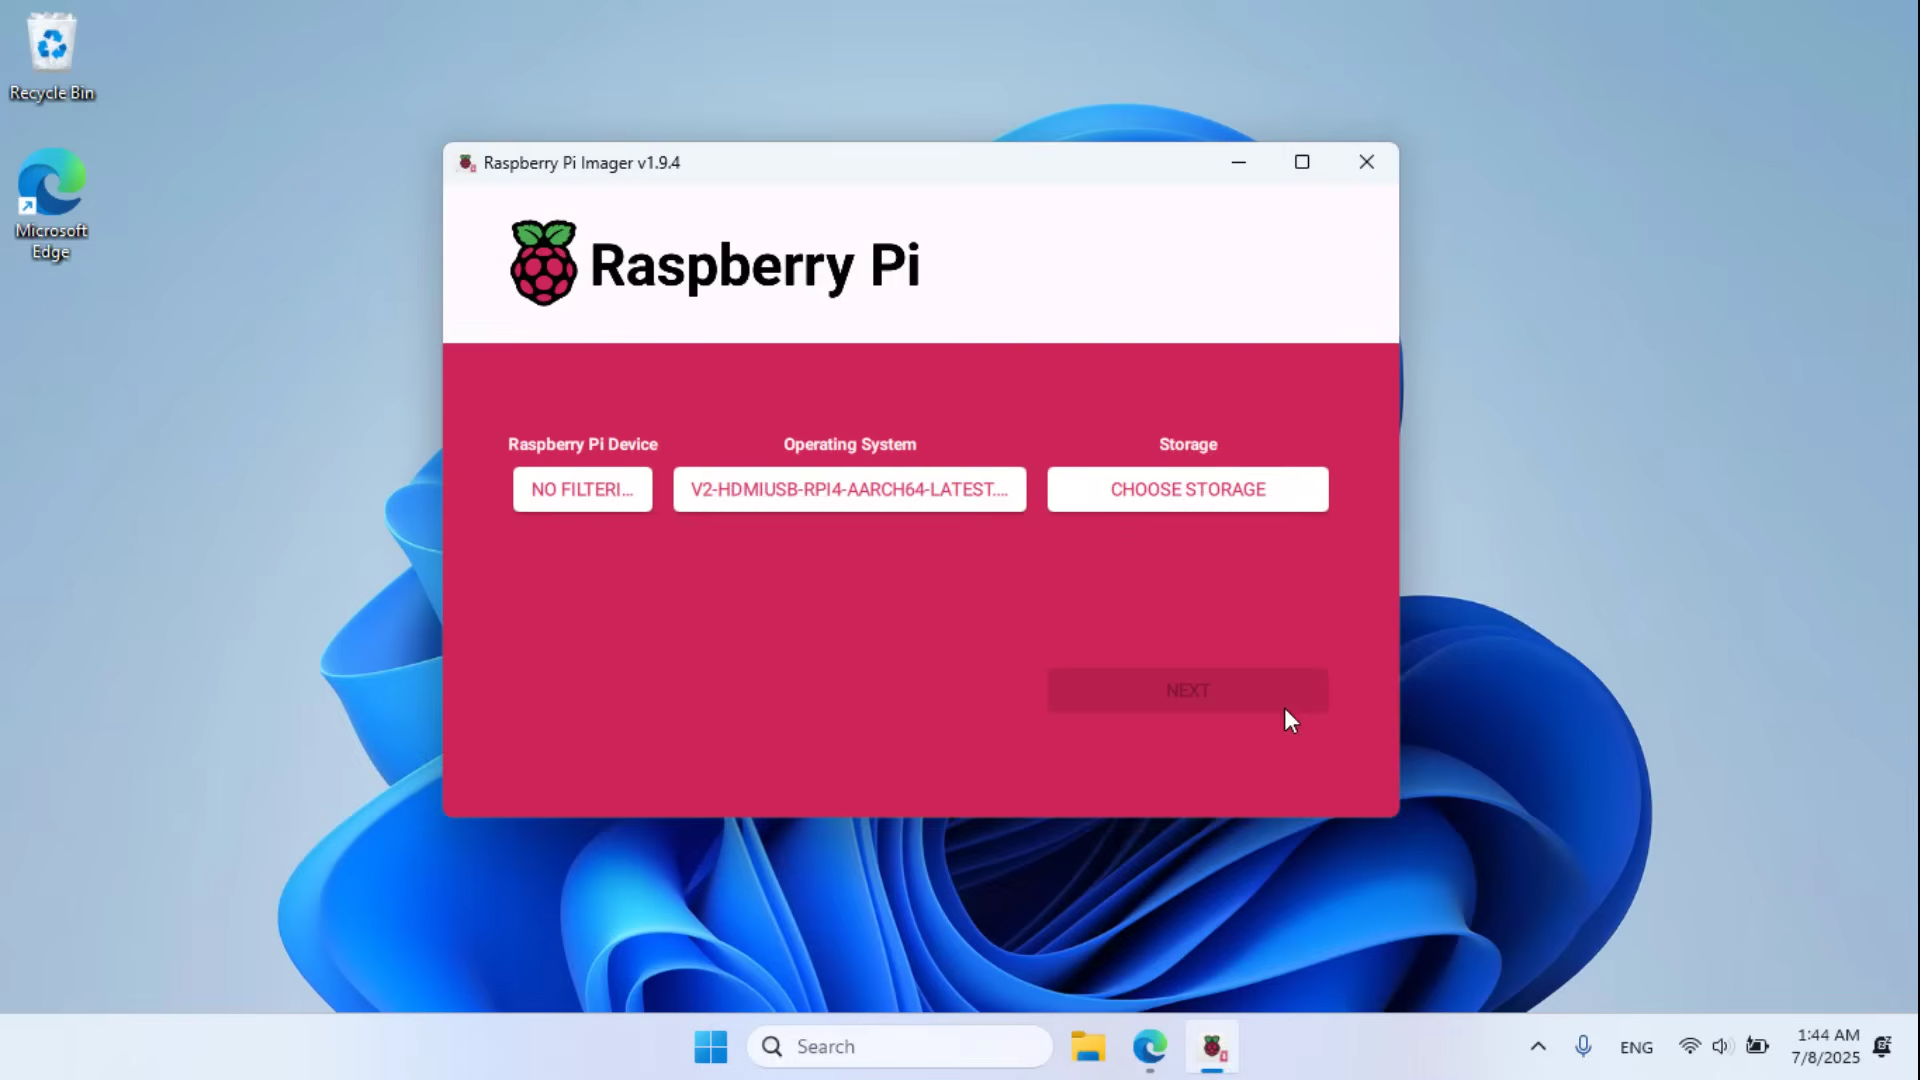 Recycle Bin
Microsoft
Edge
Raspberry Pi Imager v1.9.4
Raspberry Pi
Raspberry Pi Device
Operating System
Storage
NO FILTERI...
V2-HDMIUSB-RPI4-AARCH64-LATEST....
CHOOSE STORAGE
NEXT
Search
ENG
1:44 AM
7/8/2025